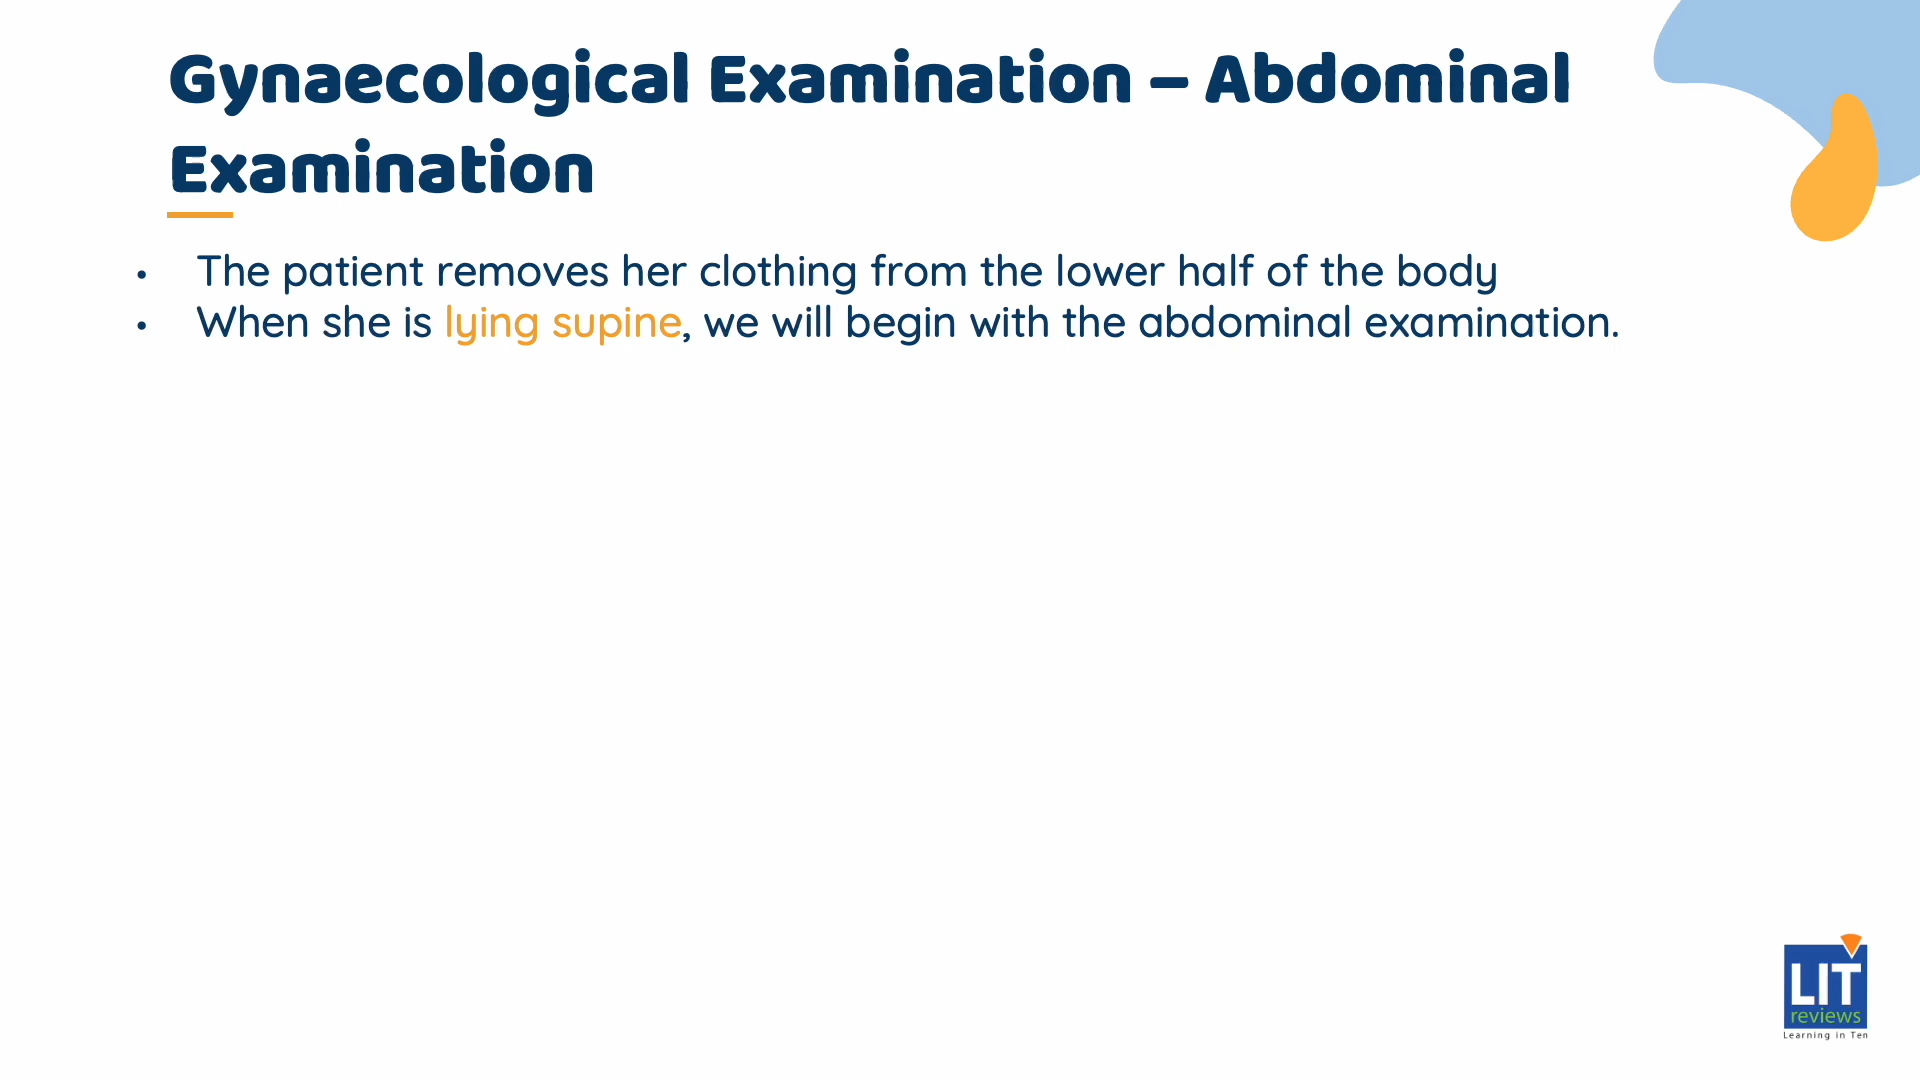 Gynaecological Examination – Abdominal
Examination
• The patient removes her clothing from the lower half of the body
• When she is lying supine, we will begin with the abdominal examination.
LIT
reviews
Learning in Ten